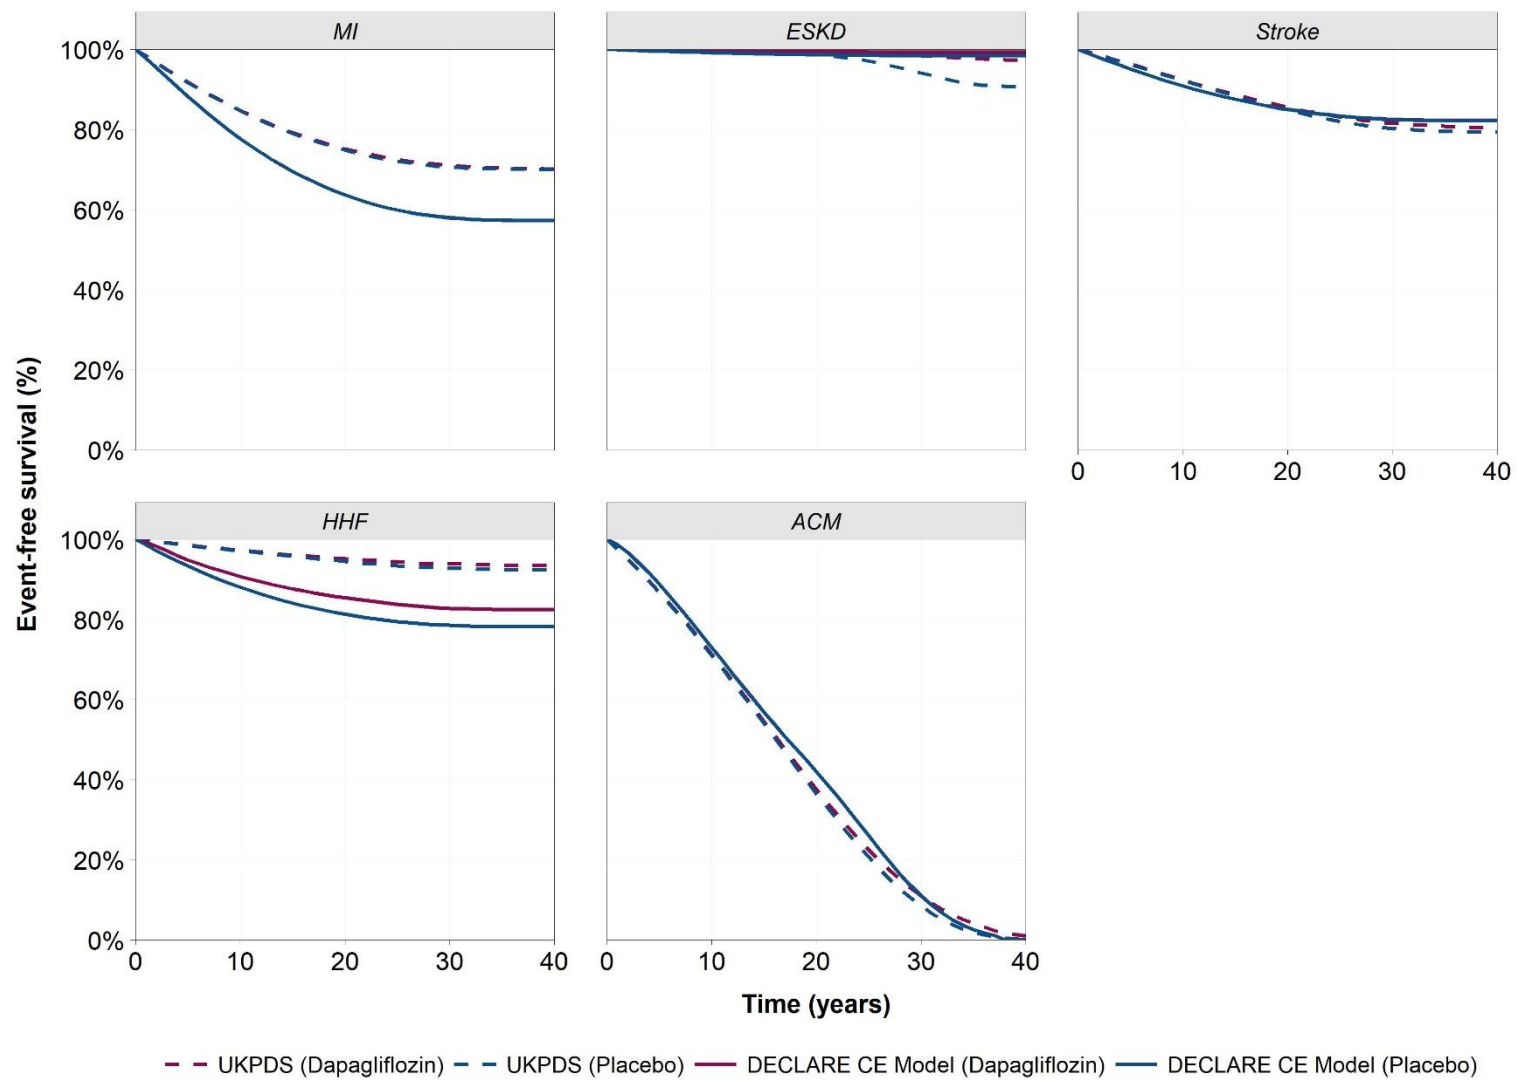 MI
ESKD
Stroke
100%
80%
60%
40%
20%
0%
0 10 20 30 40
HHF
ACM
100%
80%
60%
40%
20%
0%
0 10 20 30 40
0 10 20 30 40
Event-free survival (%)
Time (years)
UKPDS (Dapagliflozin) UKPDS (Placebo) DECLARE CE Model (Dapagliflozin) DECLARE CE Model (Placebo)